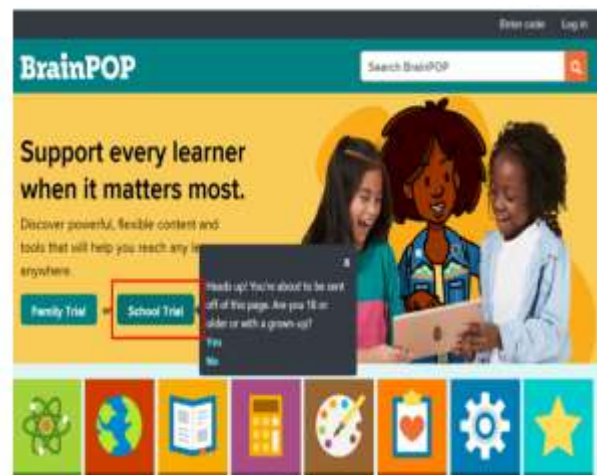 Enter code Log in
BrainPOP
Search BrainPOP
Support every learner
when it matters most.
Discover powerful, flexible content and
tools that will help you reach any
anywhere.
Family Trial or School Trial
x
Heads up! You're about to be sent
off of this page. Are you 18 or
older or with a grown-up?
Yes
No